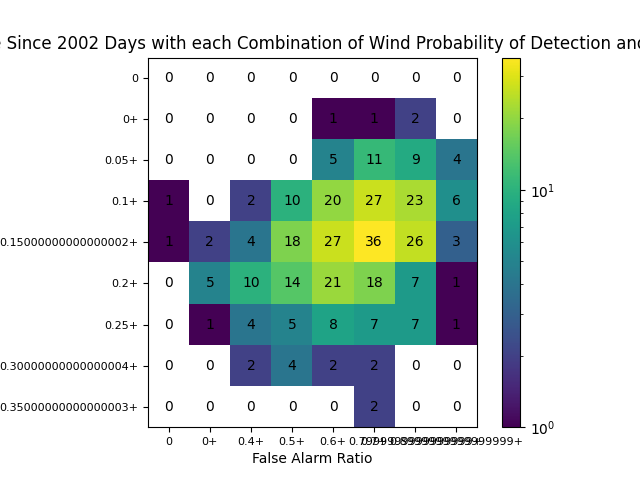 Since 2002 Days with each Combination of Wind Probability of Detection and
0 0 0 0 0 0 0 0 0
0+ 0 0 0 0 1 1 2 0
0.05+ 0 0 0 0 5 11 9 4
0.1+ 1 0 2 10 20 27 23 6
0.15000000000000002+ 1 2 4 18 27 36 26 3
0.2+ 0 5 10 14 21 18 7 1
0.25+ 0 1 4 5 8 7 7 1
0.30000000000000004+ 0 0 2 4 2 2 0 0
0.35000000000000003+ 0 0 0 0 0 2 0 0
0 0+ 0.4+ 0.5+ 0.6+
False Alarm Ratio
10¹
10⁰